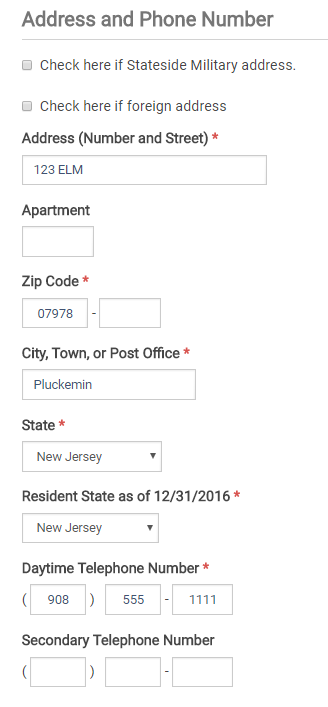 Address and Phone Number
Check here if Stateside Military address.
Check here if foreign address
Address (Number and Street) *
123 ELM
Apartment
Zip Code *
07978 -
City, Town, or Post Office *
Pluckemin
State *
New Jersey
Resident State as of 12/31/2016 *
New Jersey
Daytime Telephone Number *
( 908 ) 555 - 1111
Secondary Telephone Number
( ) -